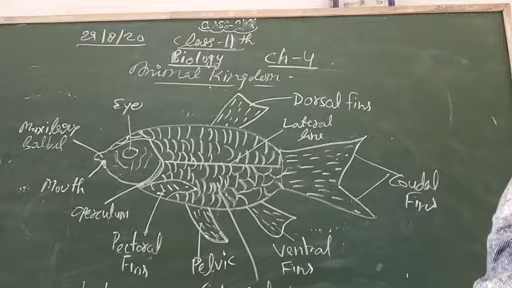 29/8/20
Class-11th
Biology
Ch-4
Animal Kingdom.
Eye
Dorsal fins
Lateral
line
Maxillary
Mouth
Operculum
Pectoral
Fins
Pelvic
Ventral
Fins
Caudal
Fins